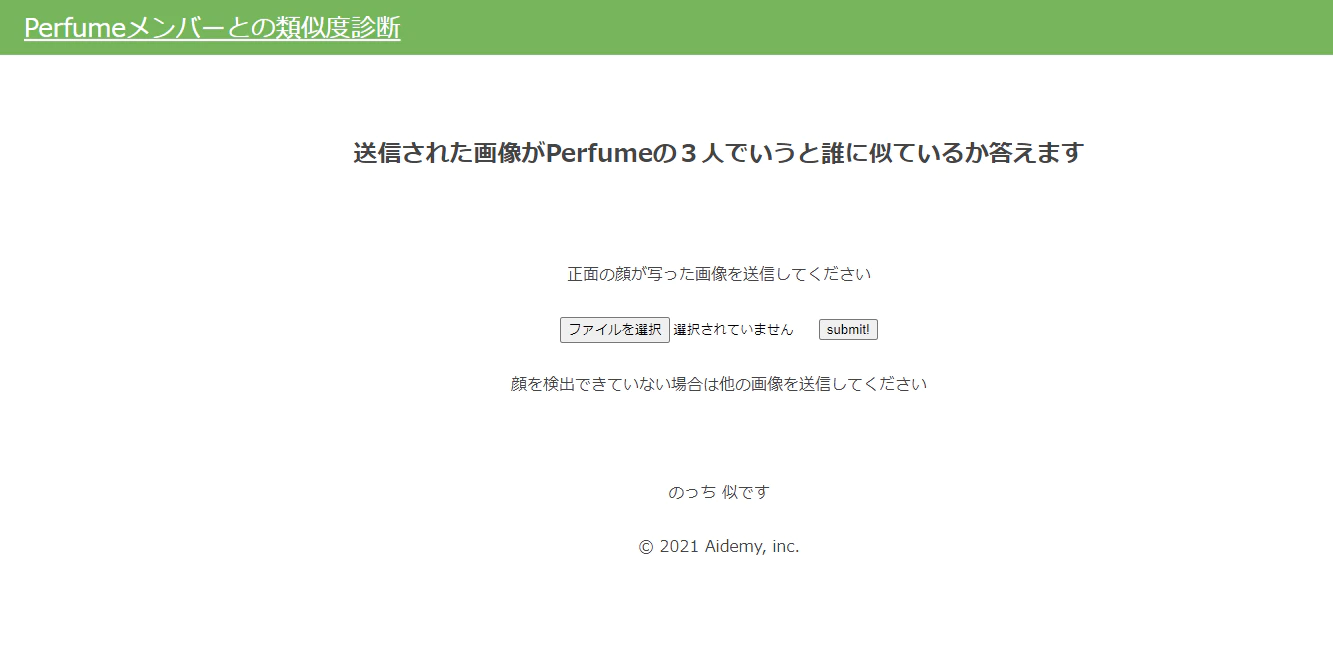 Perfumeメンバーとの類似度診断
送信された画像がPerfumeの３人でいうと誰に似ているか答えます
正面の顔が写った画像を送信してください
ファイルを選択 選択されていません submit!
顔を検出できていない場合は他の画像を送信してください
のっち 似です
© 2021 Aidemy, inc.